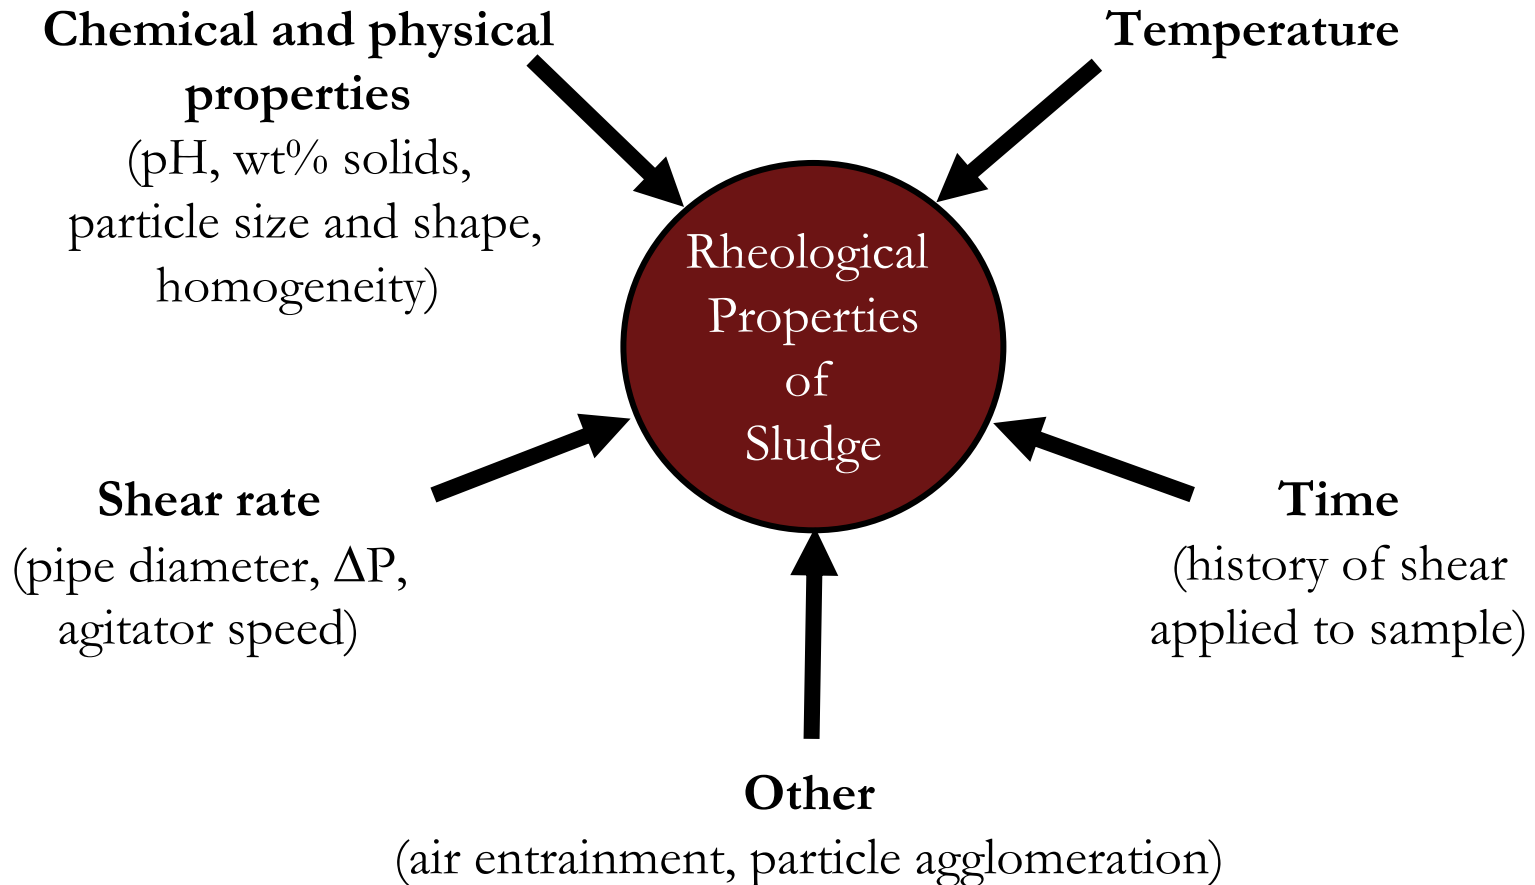 Chemical and physical
properties
(pH, wt% solids,
particle size and shape,
homogeneity)
Temperature
Rheological
Properties
of
Sludge
Shear rate
(pipe diameter, ΔP,
agitator speed)
Time
(history of shear
applied to sample)
Other
(air entrainment, particle agglomeration)